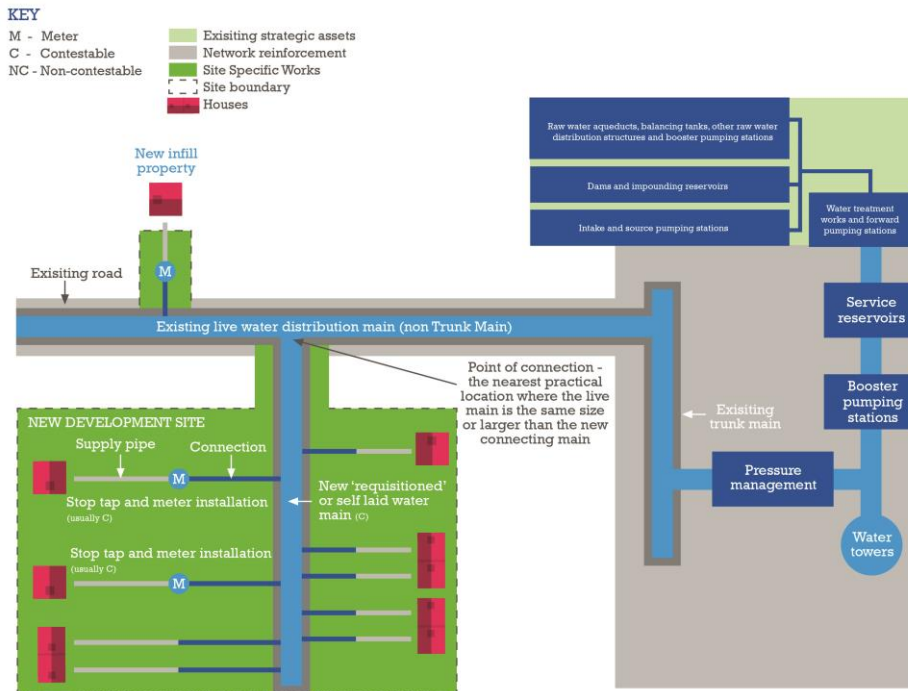 KEY
M - Meter
C - Contestable
NC - Non-contestable
Exisiting strategic assets
Network reinforcement
Site Specific Works
Site boundary
Houses
New infill
property
M
Exisiting road
Existing live water distribution main (non Trunk Main)
Raw water aqueducts, balancing tanks, other raw water
distribution structures and booster pumping stations
Dams and impounding reservoirs
Intake and source pumping stations
Water treatment
works and forward
pumping stations
Service
reservoirs
Booster
pumping
stations
Point of connection -
the nearest practical
location where the live
main is the same size
or larger than the new
connecting main
Exisiting
trunk main
Pressure
management
Water
towers
NEW DEVELOPMENT SITE
Supply pipe
Connection
M
Stop tap and meter installation
(usually C)
New 'requisitioned'
or self laid water
main (C)
Stop tap and meter installation
(usually C)
M